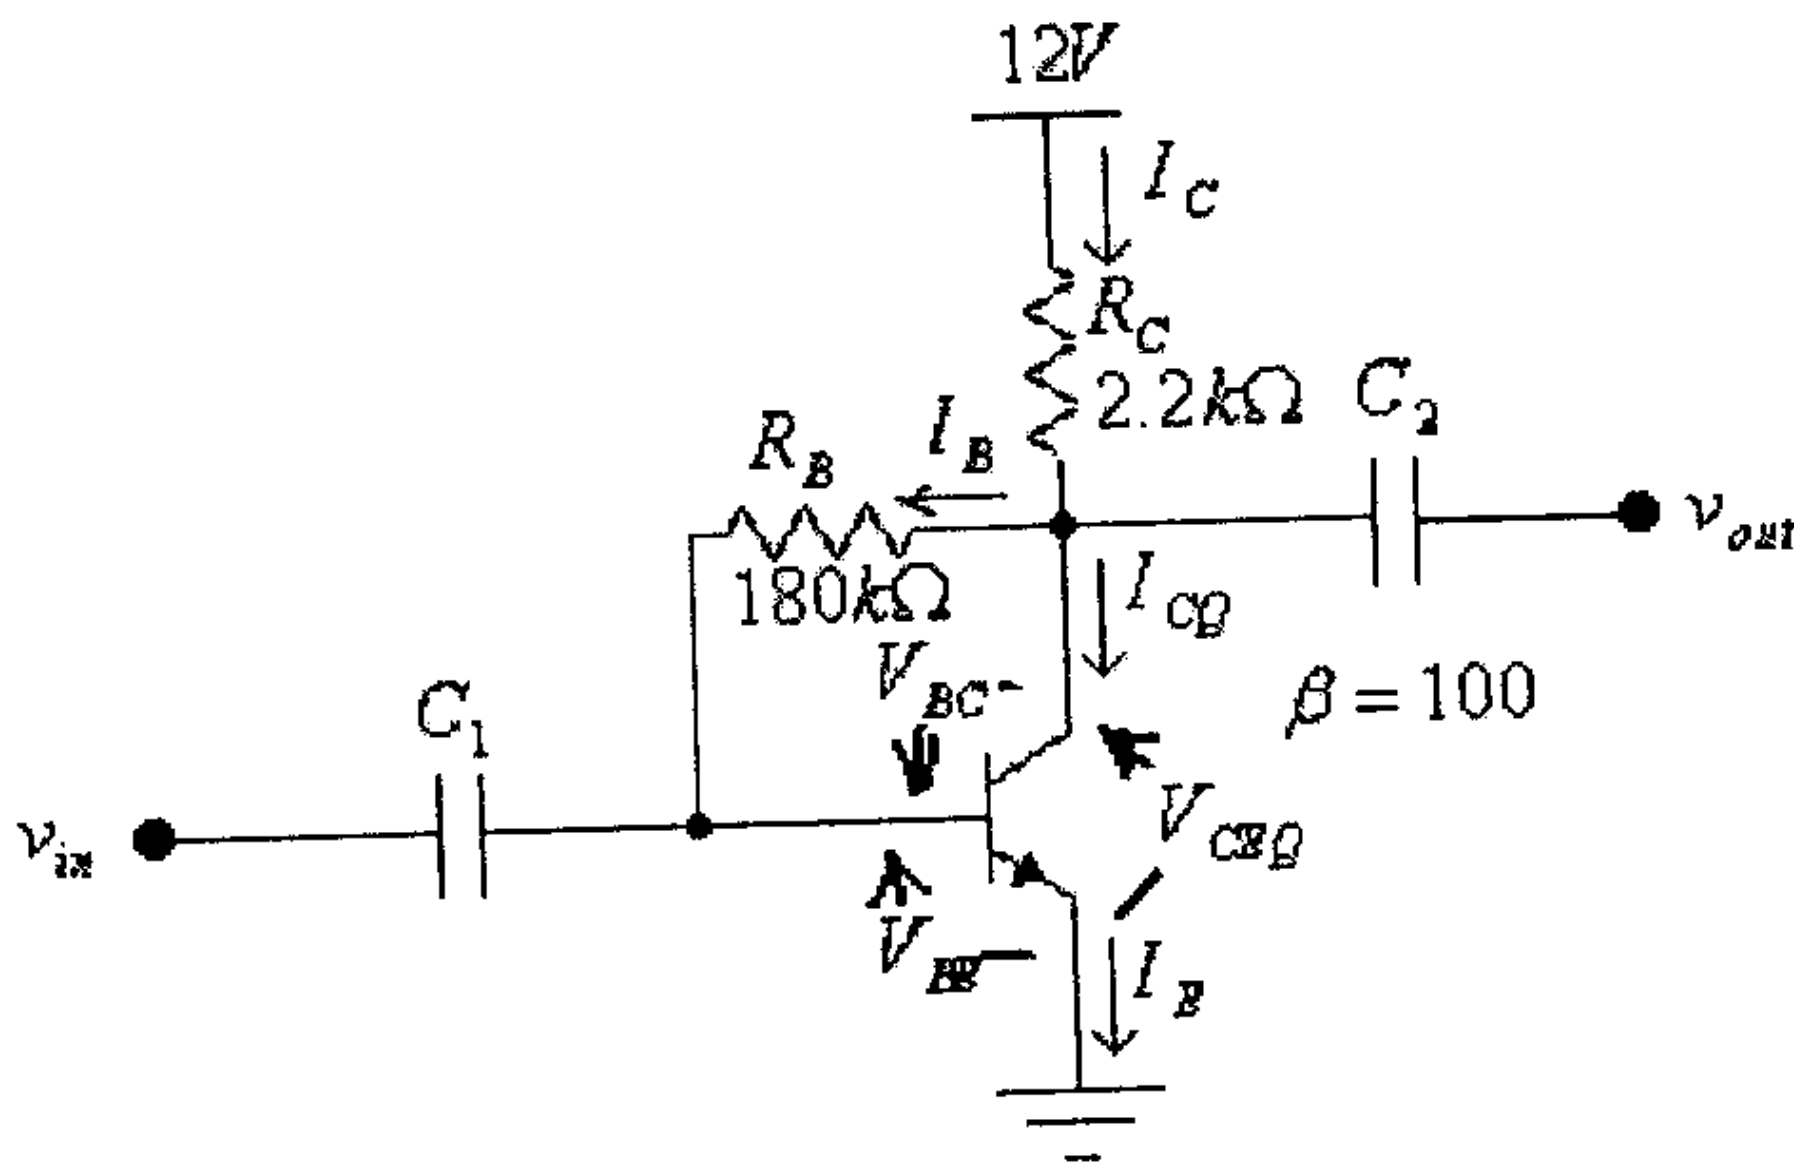 12V
I_C
R_C
2.2kΩ
C_2
R_B
I_B
v_out
180kΩ
I_CQ
V_BC
β = 100
C_1
V_CEQ
v_in
V_BE
I_E